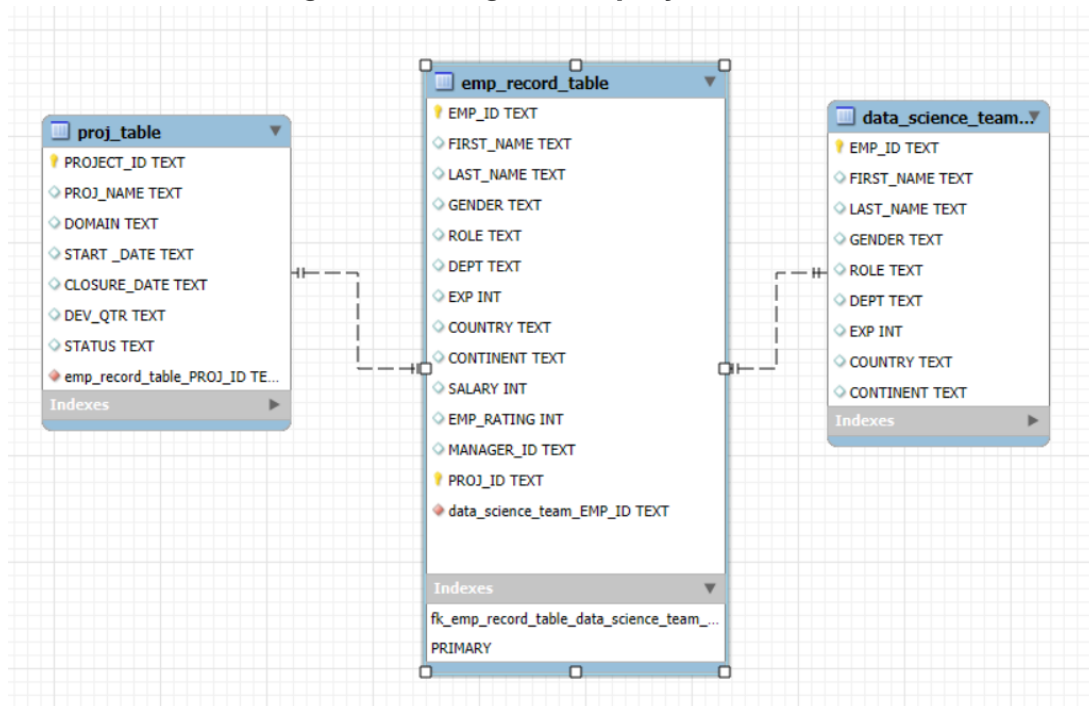 proj_table
PROJECT_ID TEXT
PROJ_NAME TEXT
DOMAIN TEXT
START _DATE TEXT
CLOSURE_DATE TEXT
DEV_QTR TEXT
STATUS TEXT
emp_record_table_PROJ_ID TE...
Indexes
emp_record_table
EMP_ID TEXT
FIRST_NAME TEXT
LAST_NAME TEXT
GENDER TEXT
ROLE TEXT
DEPT TEXT
EXP INT
COUNTRY TEXT
CONTINENT TEXT
SALARY INT
EMP_RATING INT
MANAGER_ID TEXT
PROJ_ID TEXT
data_science_team_EMP_ID TEXT
Indexes
fk_emp_record_table_data_science_team_...
PRIMARY
data_science_team...
EMP_ID TEXT
FIRST_NAME TEXT
LAST_NAME TEXT
GENDER TEXT
ROLE TEXT
DEPT TEXT
EXP INT
COUNTRY TEXT
CONTINENT TEXT
Indexes